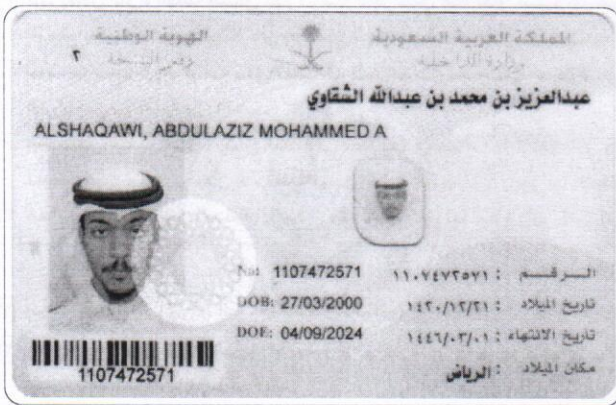 المملكة العربية السعودية
وزارة الداخلية
الهوية الوطنية
رقم النسخة
٢
عبدالعزيز بن محمد بن عبدالله الشقاوي
ALSHAQAWI, ABDULAZIZ MOHAMMED A
الرقم : ١١٠٧٤٧٢٥٧١ No: 1107472571
تاريخ الميلاد : ١٤٢٠/١٢/٢١ DOB: 27/03/2000
تاريخ الانتهاء : ١٤٤٦/٠٣/٠١ DOE: 04/09/2024
مكان الميلاد : الرياض
1107472571